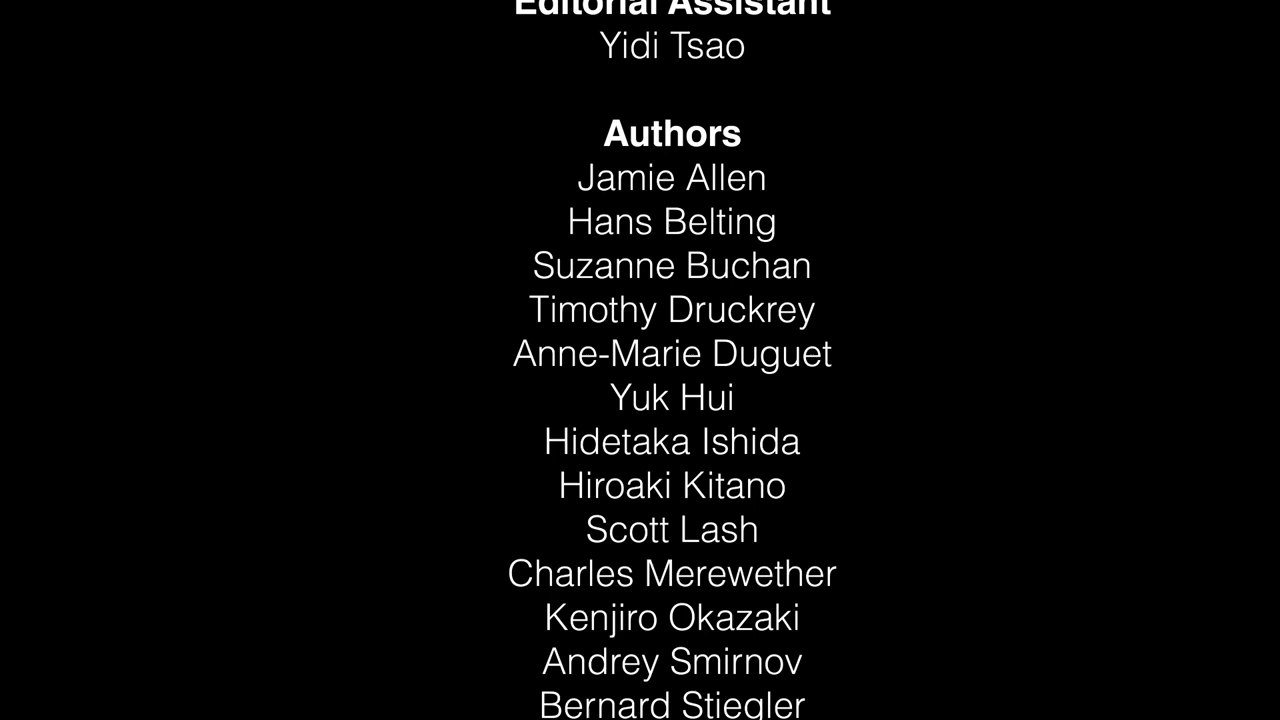 Editorial Assistant
Yidi Tsao
Authors
Jamie Allen
Hans Belting
Suzanne Buchan
Timothy Druckrey
Anne-Marie Duguet
Yuk Hui
Hidetaka Ishida
Hiroaki Kitano
Scott Lash
Charles Merewether
Kenjiro Okazaki
Andrey Smirnov
Bernard Stiegler